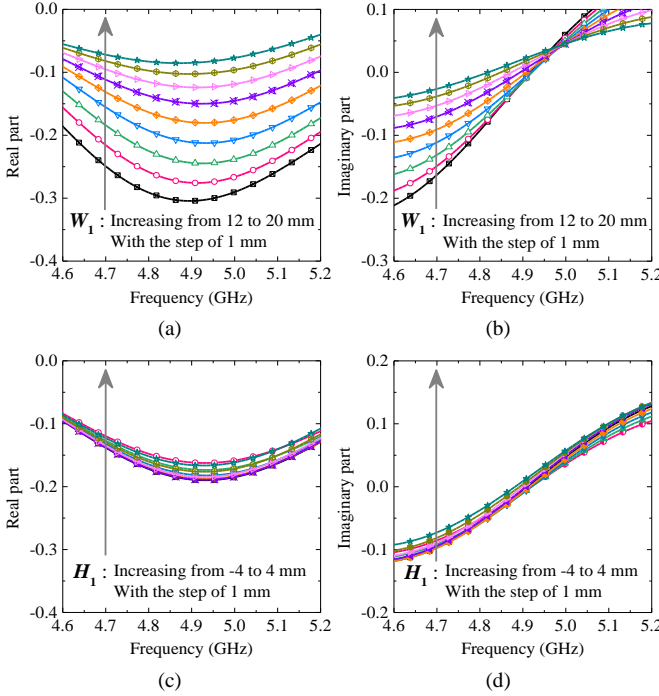 0.0
-0.1
-0.2
-0.3
-0.4
Real part
W1 : Increasing from 12 to 20 mm
With the step of 1 mm
4.6 4.7 4.8 4.9 5.0 5.1 5.2
Frequency (GHz)
(a)
0.1
0.0
-0.1
-0.2
-0.3
Imaginary part
W1 : Increasing from 12 to 20 mm
With the step of 1 mm
4.6 4.7 4.8 4.9 5.0 5.1 5.2
Frequency (GHz)
(b)
0.0
-0.1
-0.2
-0.3
-0.4
Real part
H1 : Increasing from -4 to 4 mm
With the step of 1 mm
4.6 4.7 4.8 4.9 5.0 5.1 5.2
Frequency (GHz)
(c)
0.2
0.1
0.0
-0.1
-0.2
Imaginary part
H1 : Increasing from -4 to 4 mm
With the step of 1 mm
4.6 4.7 4.8 4.9 5.0 5.1 5.2
Frequency (GHz)
(d)